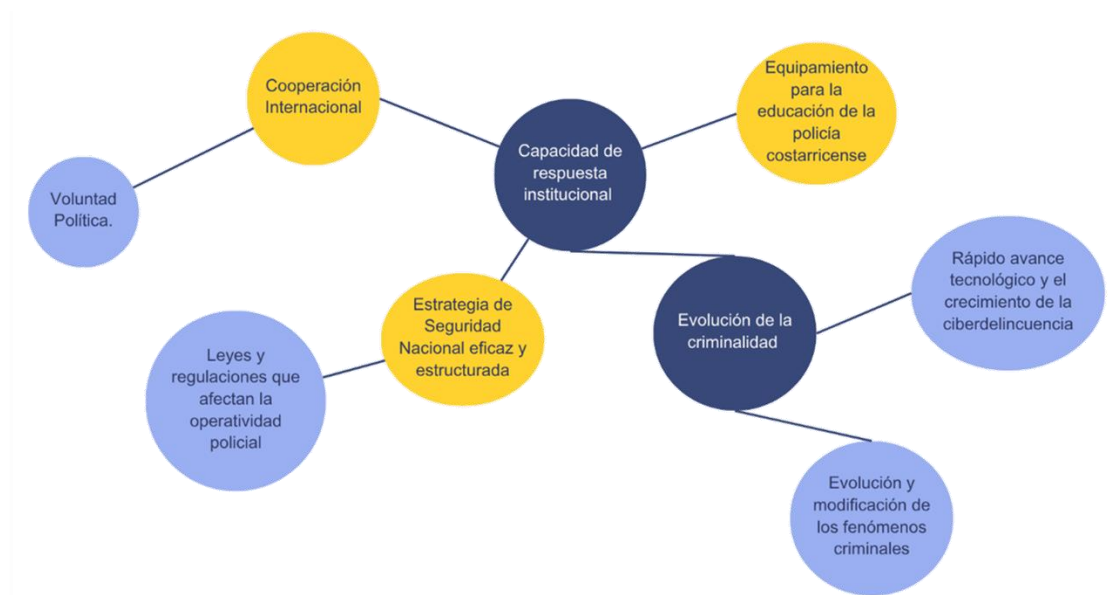 Cooperación
Internacional
Equipamiento
para la
educación de la
policía
costarricense
Capacidad de
respuesta
institucional
Voluntad
Política.
Rápido avance
tecnológico y el
crecimiento de la
ciberdelincuencia
Estrategia de
Seguridad
Nacional eficaz y
estructurada
Evolución de la
criminalidad
Leyes y
regulaciones que
afectan la
operatividad
policial
Evolución y
modificación de
los fenómenos
criminales